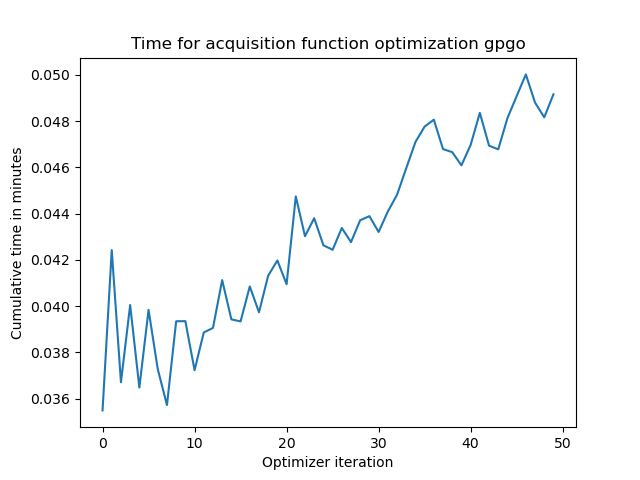 Time for acquisition function optimization gpgo
0.050
0.048
0.046
0.044
0.042
0.040
0.038
0.036
Cumulative time in minutes
0 10 20 30 40 50
Optimizer iteration